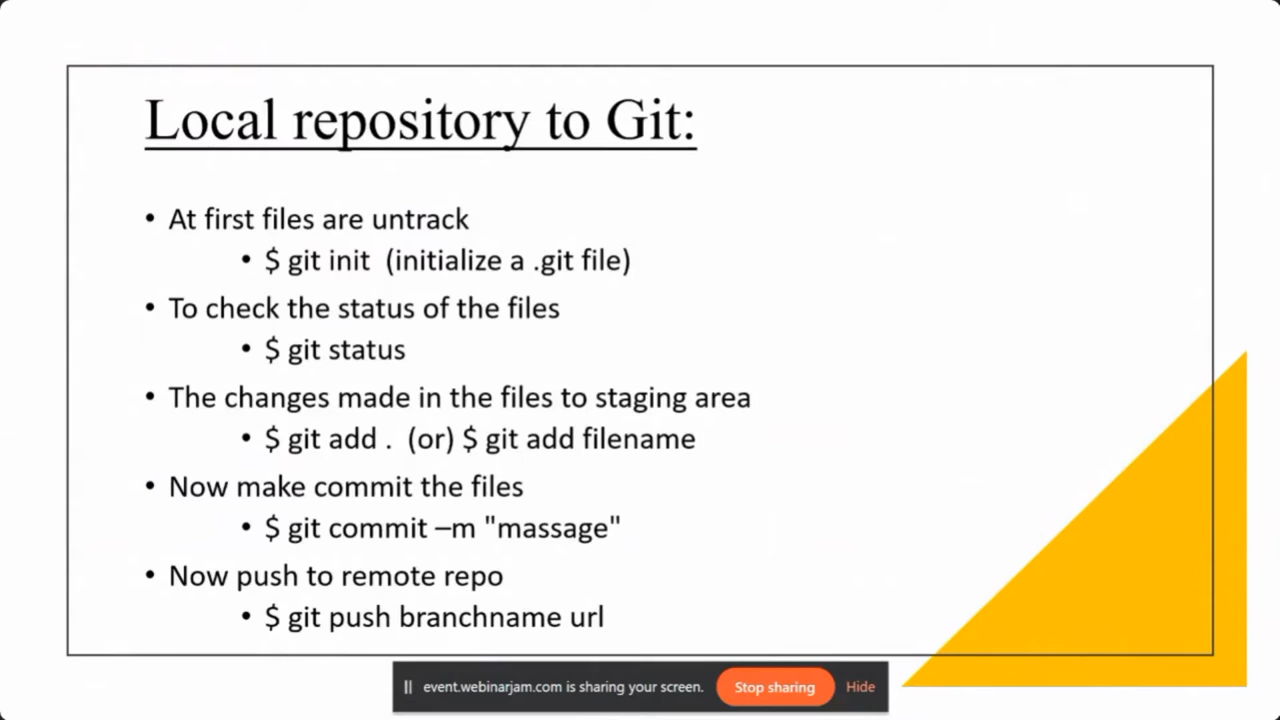 Local repository to Git:
• At first files are untrack
• $ git init  (initialize a .git file)
• To check the status of the files
• $ git status
• The changes made in the files to staging area
• $ git add .  (or) $ git add filename
• Now make commit the files
• $ git commit –m "massage"
• Now push to remote repo
• $ git push branchname url
event.webinarjam.com is sharing your screen. Stop sharing Hide